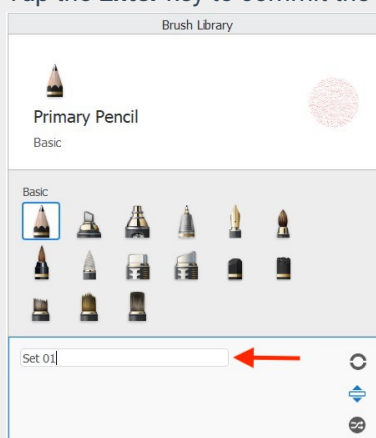 Tap the Enter key to commit the
Brush Library
Primary Pencil
Basic
Basic
Set 01